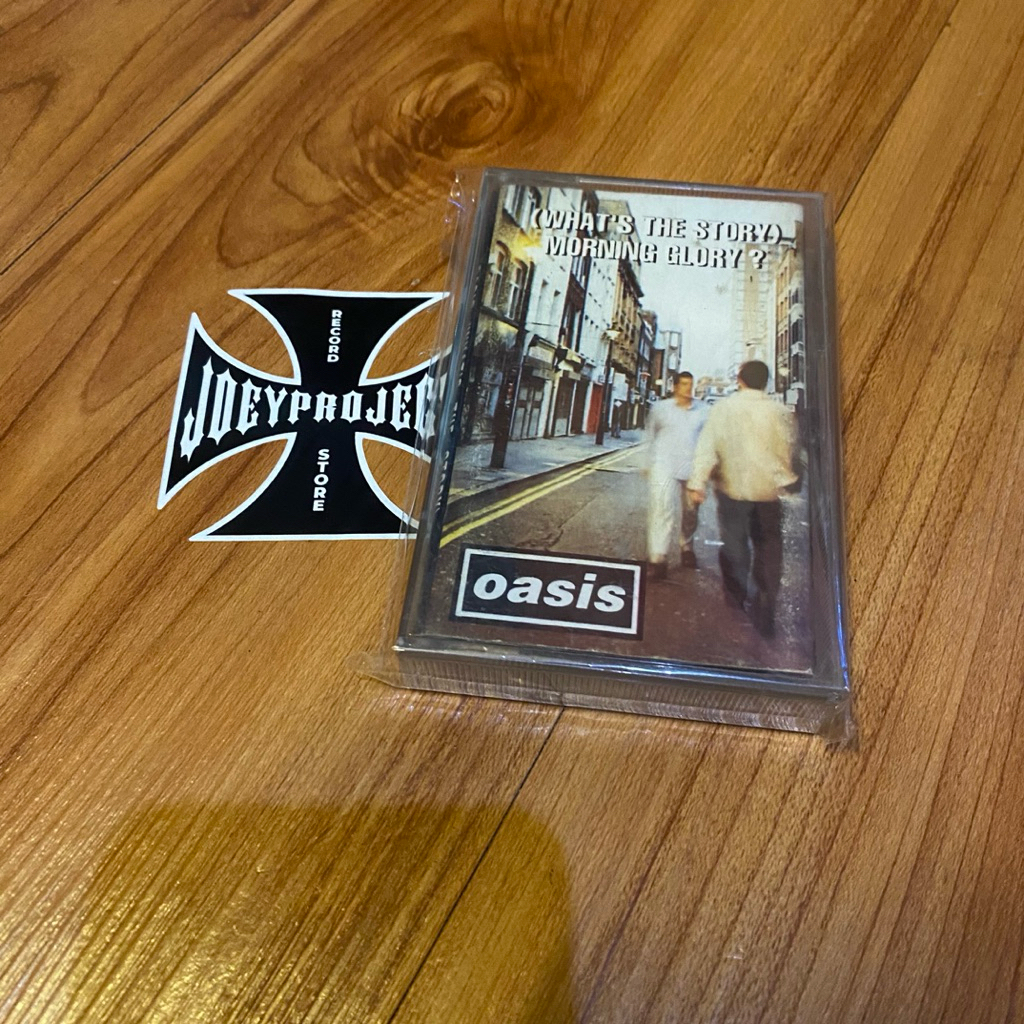 (WHAT'S THE STORY)
MORNING GLORY ?
oasis
RECORD
JOEYPROJEC
STORE